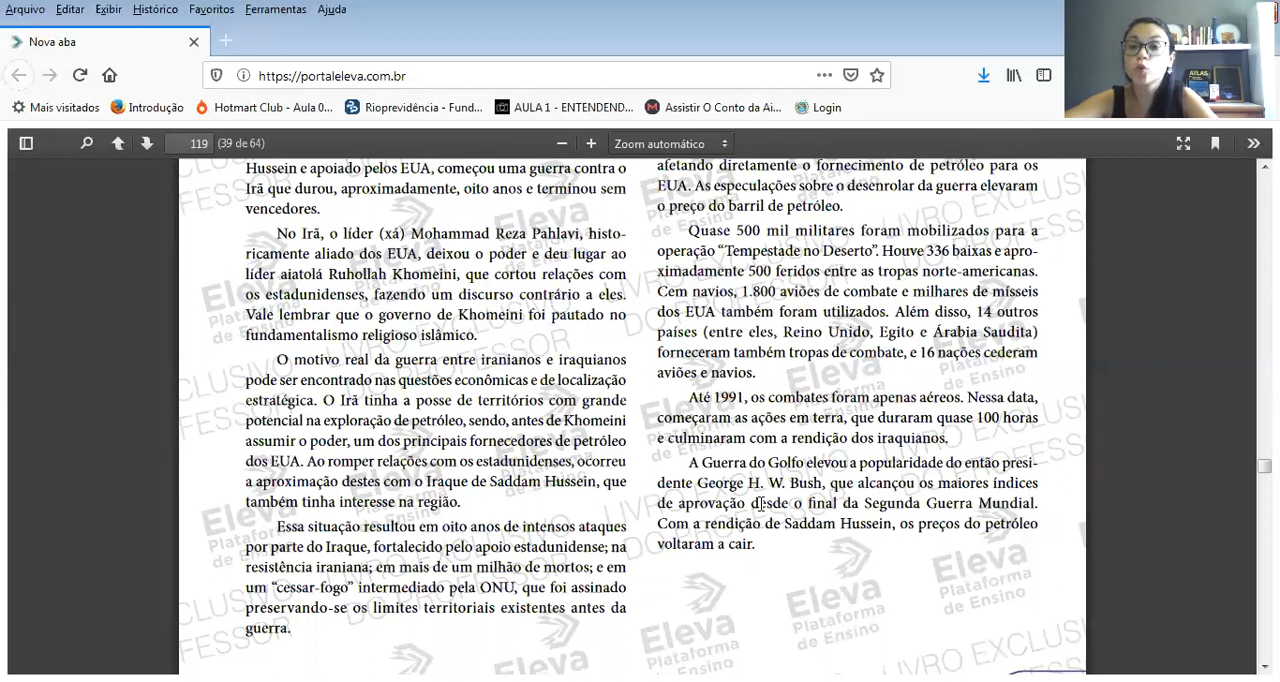 Arquivo Editar Exibir Histórico Favoritos Ferramentas Ajuda
Nova aba
https://portaleleva.com.br
Mais visitados Introdução Hotmart Club - Aula 0... Rioprevidência - Fund... AULA 1 - ENTENDEND... Assistir O Conto da Ai... Login
119 (39 de 64) Zoom automático
Hussein e apoiado pelos EUA, começou uma guerra contra o
Irã que durou, aproximadamente, oito anos e terminou sem
vencedores.
No Irã, o líder (xá) Mohammad Reza Pahlavi, histo-
ricamente aliado dos EUA, deixou o poder e deu lugar ao
líder aiatolá Ruhollah Khomeini, que cortou relações com
os estadunidenses, fazendo um discurso contrário a eles.
Vale lembrar que o governo de Khomeini foi pautado no
fundamentalismo religioso islâmico.
O motivo real da guerra entre iranianos e iraquianos
pode ser encontrado nas questões econômicas e de localização
estratégica. O Irã tinha a posse de territórios com grande
potencial na exploração de petróleo, sendo, antes de Khomeini
assumir o poder, um dos principais fornecedores de petróleo
dos EUA. Ao romper relações com os estadunidenses, ocorreu
a aproximação destes com o Iraque de Saddam Hussein, que
também tinha interesse na região.
Essa situação resultou em oito anos de intensos ataques
por parte do Iraque, fortalecido pelo apoio estadunidense; na
resistência iraniana; em mais de um milhão de mortos; e em
um “cessar-fogo” intermediado pela ONU, que foi assinado
preservando-se os limites territoriais existentes antes da
guerra.
afetando diretamente o fornecimento de petróleo para os
EUA. As especulações sobre o desenrolar da guerra elevaram
o preço do barril de petróleo.
Quase 500 mil militares foram mobilizados para a
operação “Tempestade no Deserto”. Houve 336 baixas e apro-
ximadamente 500 feridos entre as tropas norte-americanas.
Cem navios, 1.800 aviões de combate e milhares de mísseis
dos EUA também foram utilizados. Além disso, 14 outros
países (entre eles, Reino Unido, Egito e Arábia Saudita)
forneceram também tropas de combate, e 16 nações cederam
aviões e navios.
Até 1991, os combates foram apenas aéreos. Nessa data,
começaram as ações em terra, que duraram quase 100 horas
e culminaram com a rendição dos iraquianos.
A Guerra do Golfo elevou a popularidade do então presi-
dente George H. W. Bush, que alcançou os maiores índices
de aprovação desde o final da Segunda Guerra Mundial.
Com a rendição de Saddam Hussein, os preços do petróleo
voltaram a cair.
Eleva
Plataforma
de Ensino
LIVRO EXCLUSIVO
DO PROFESSOR
ATLAS